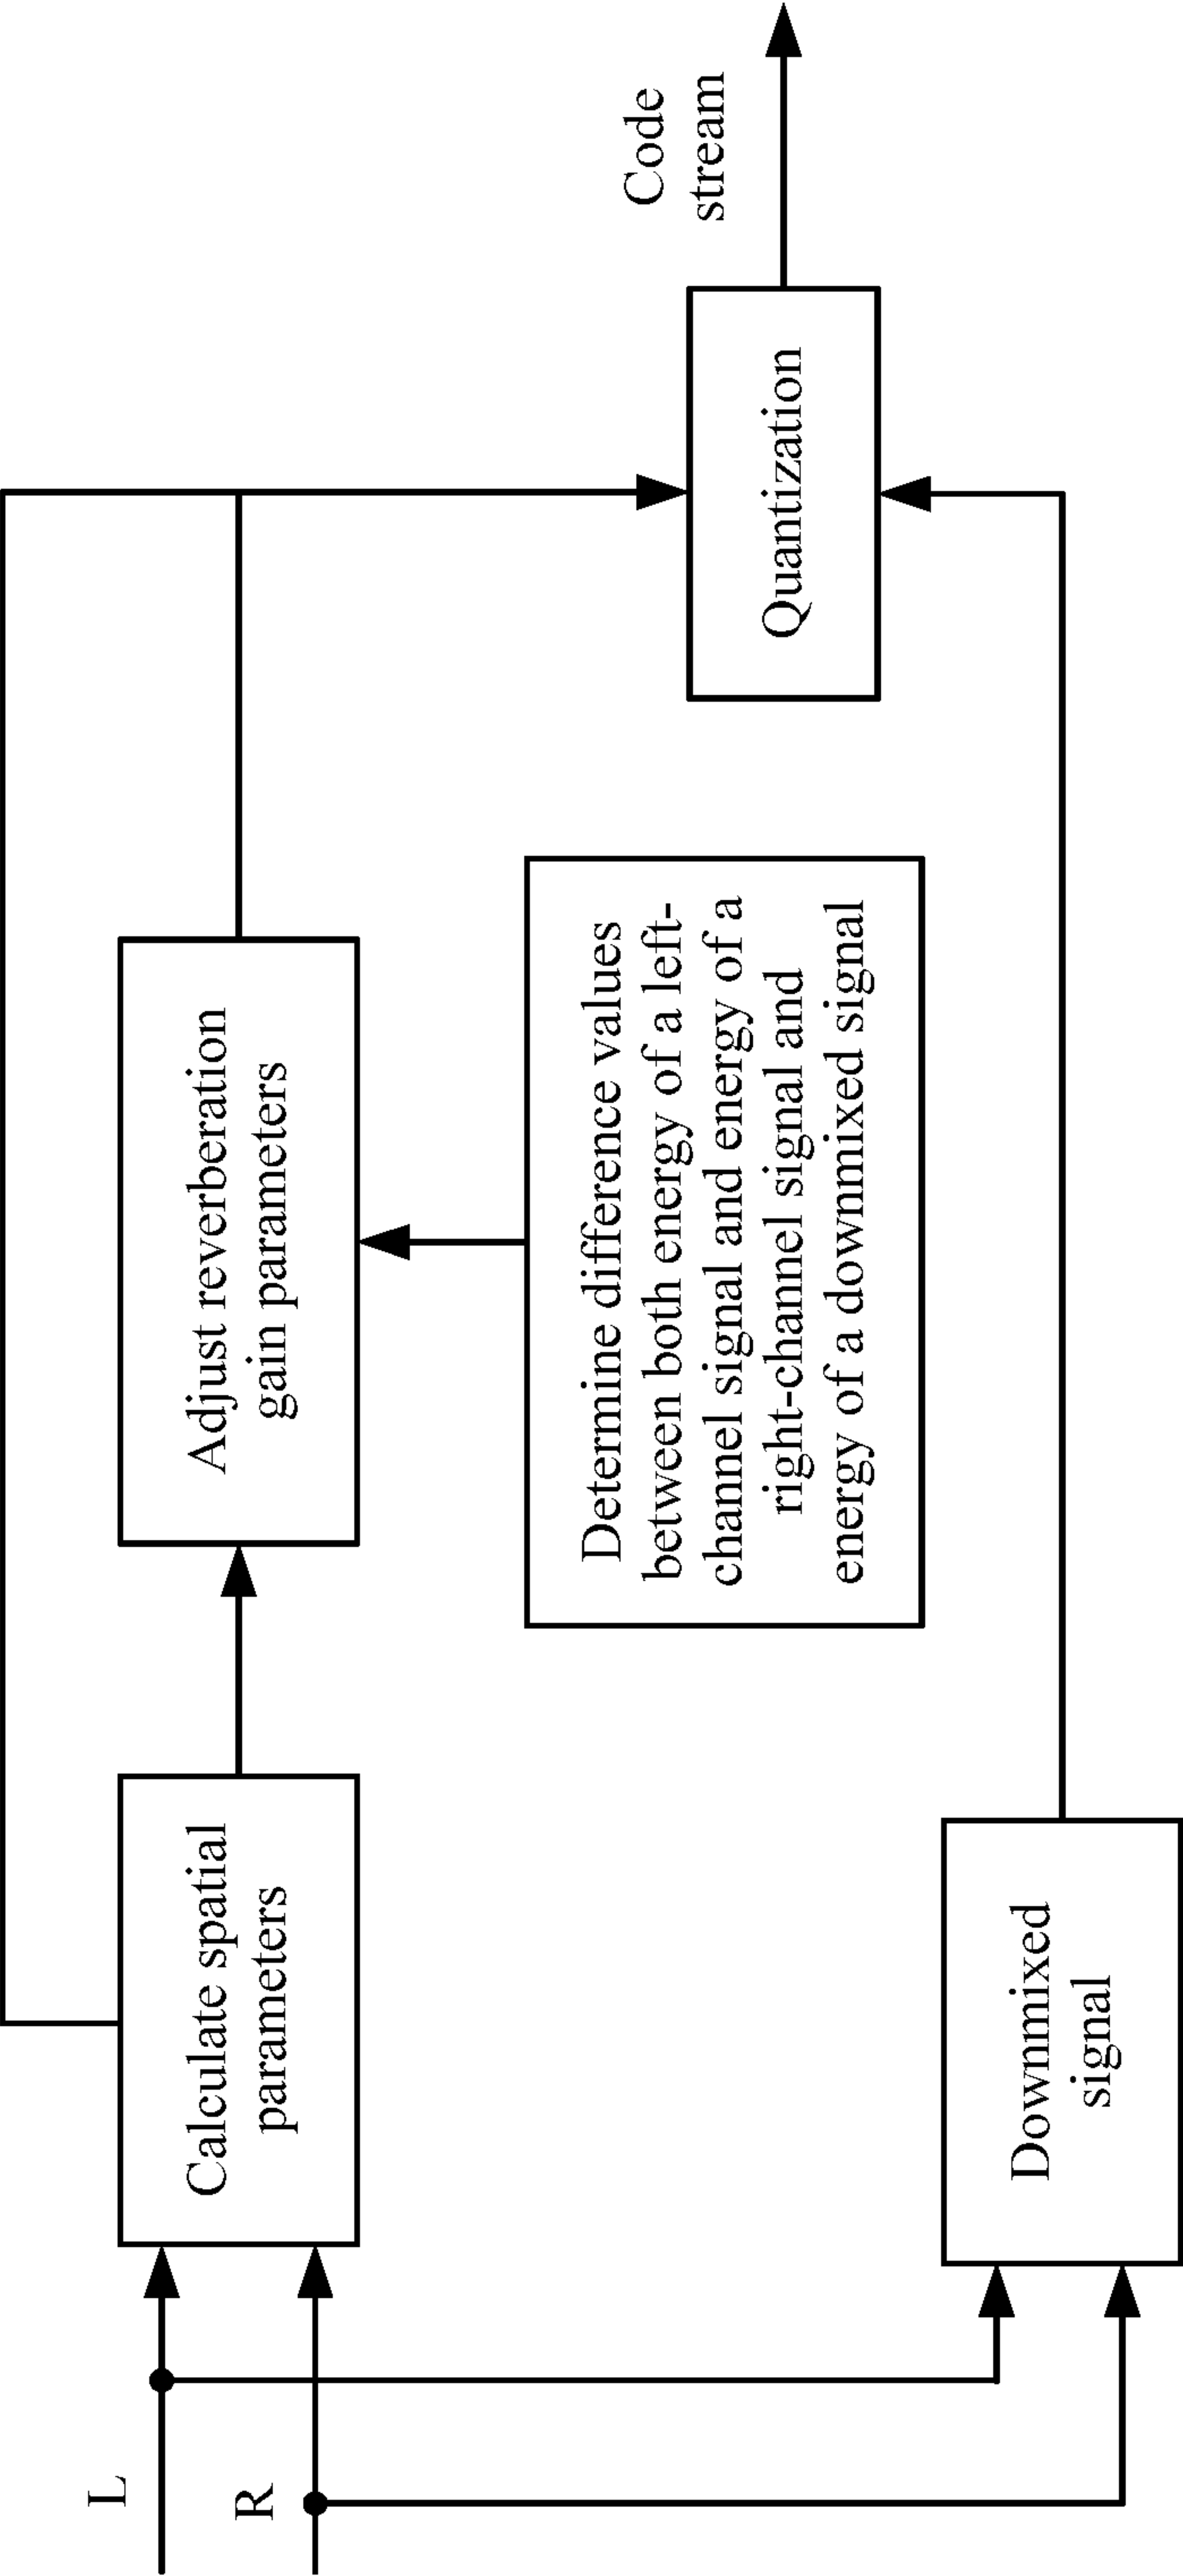 L
R
Calculate spatial
parameters
Adjust reverberation
gain parameters
Determine difference values
between both energy of a left-
channel signal and energy of a
right-channel signal and
energy of a downmixed signal
Downmixed
signal
Quantization
Code
stream